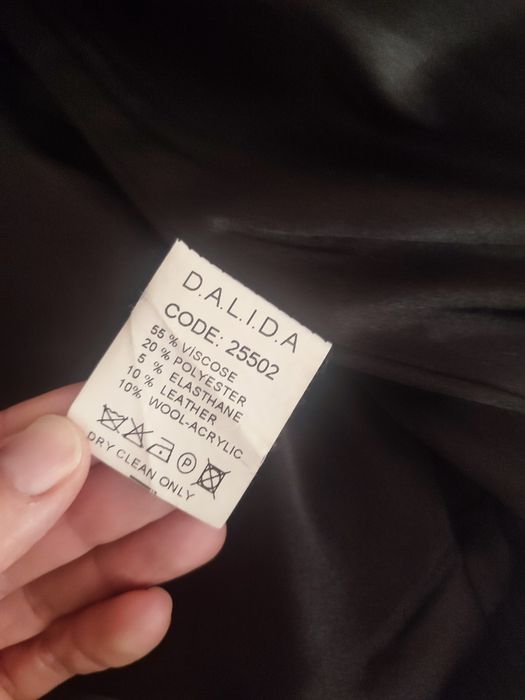 D.A.L.I.D.A
CODE: 25502
55 % VISCOSE
20 % POLYESTER
5 % ELASTHANE
10 % LEATHER
10% WOOL-ACRYLIC
P
DRY CLEAN ONLY